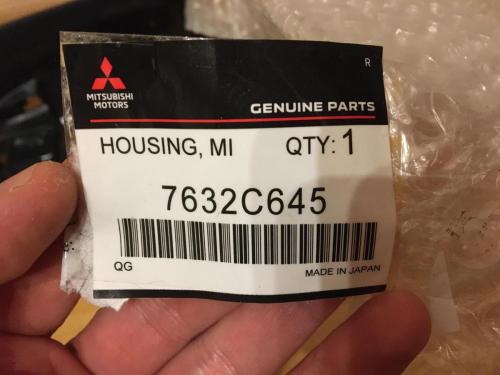 R
MITSUBISHI
MOTORS
GENUINE PARTS
HOUSING, MI QTY: 1
7632C645
QG MADE IN JAPAN